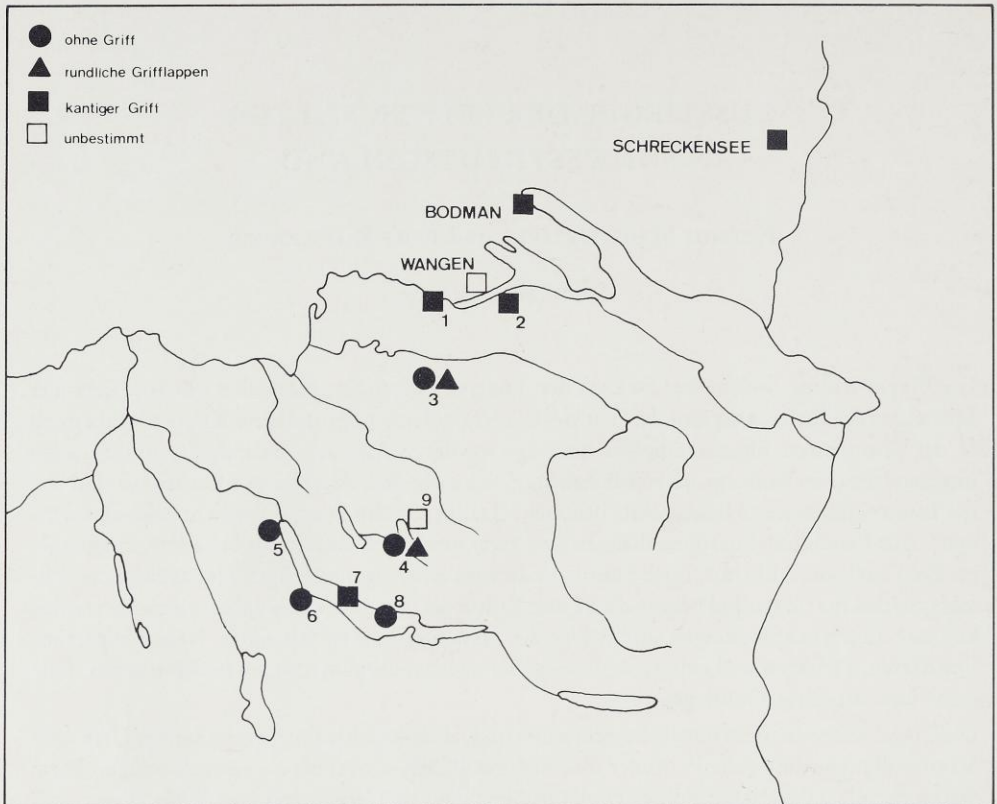 ohne Griff
rundliche Grifflappen
kantiger Griff
unbestimmt
SCHRECKENSEE
BODMAN
WANGEN
1
2
3
9
4
5
7
6
8